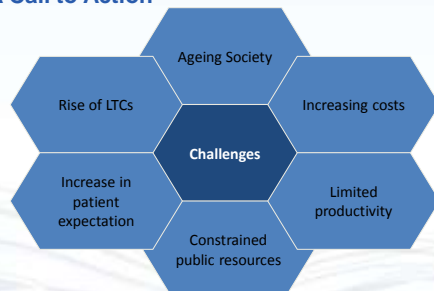 Call to Action
Ageing Society
Rise of LTCs
Increasing costs
Challenges
Increase in
patient
expectation
Limited
productivity
Constrained
public resources